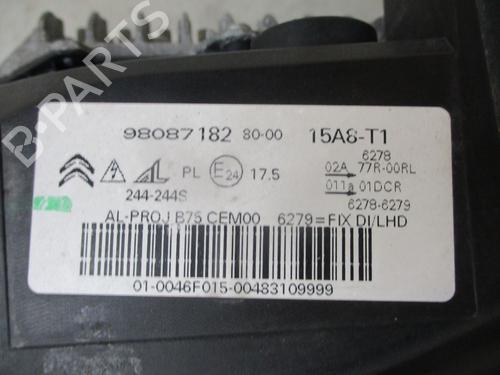 98087182 80-00 15A8-T1
6278
PL E24 17.5 02A 77R-00RL
011a 01DCR
244-244S 6278-6279
AL-PROJ B75 CEM00 6279=FIX DI/LHD
01-0046F015-00483109999
B-PARTS
B-PARTS